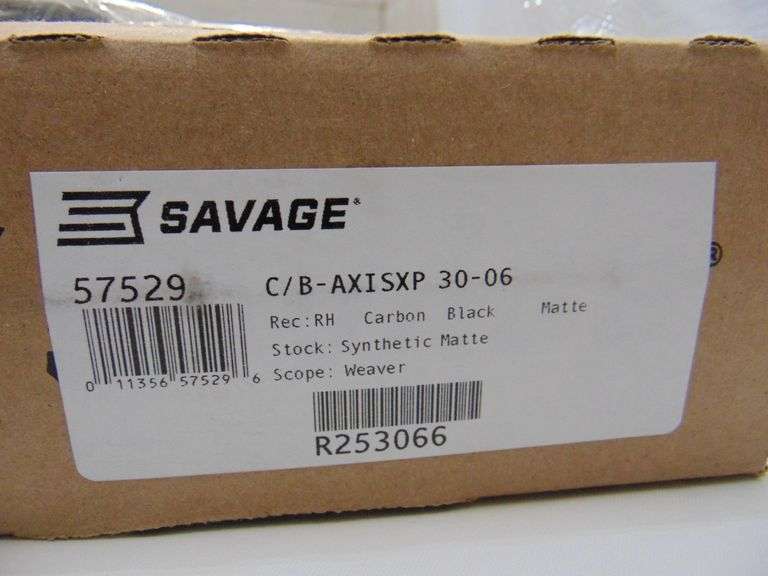 SAVAGE®
57529 C/B-AXISXP 30-06
Rec:RH Carbon Black Matte
Stock: Synthetic Matte
Scope: Weaver
0 11356 57529 6
R253066
®